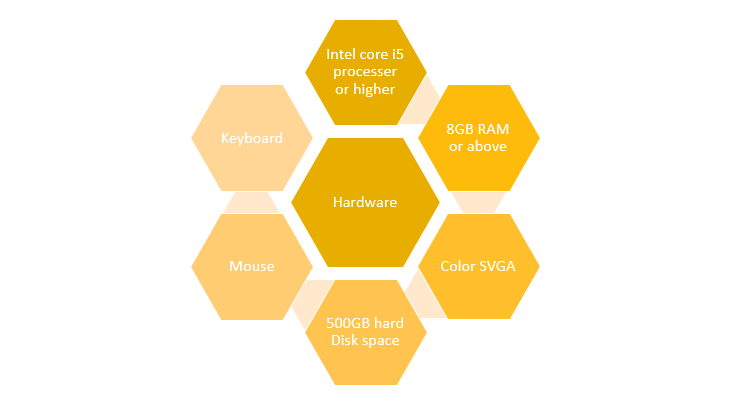 Intel core i5
processer
or higher
Keyboard
8GB RAM
or above
Hardware
Mouse
Color SVGA
500GB hard
Disk space